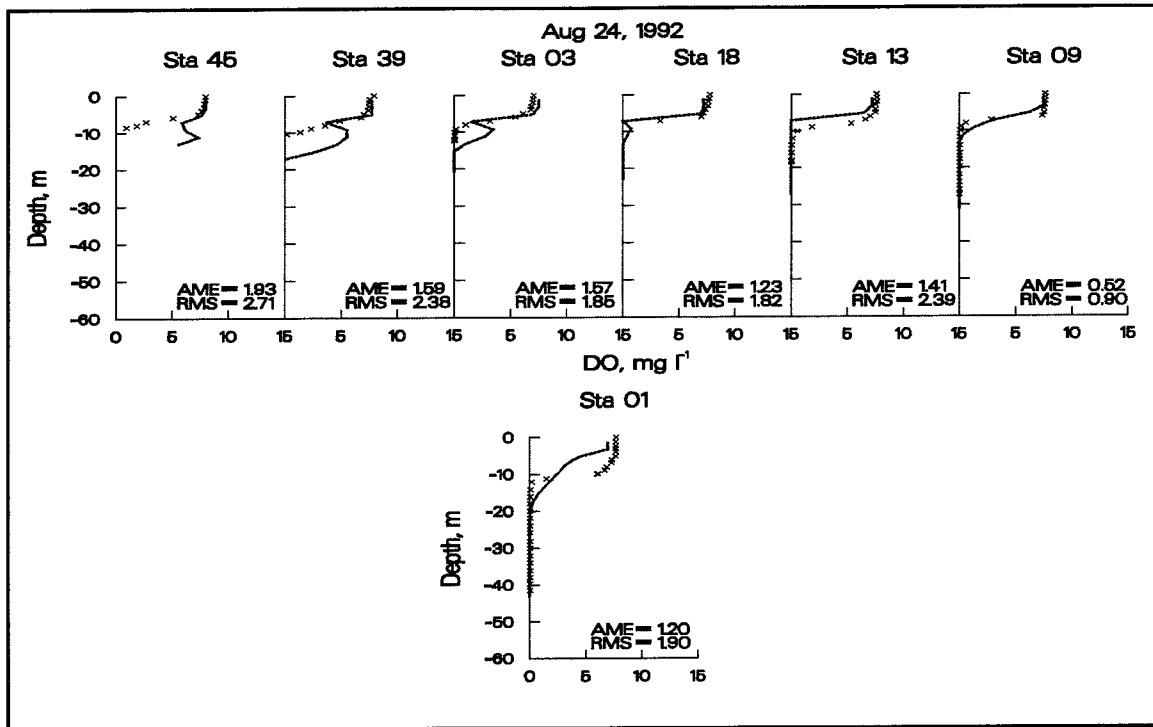 Aug 24, 1992
Sta 45 Sta 39 Sta 03 Sta 18 Sta 13 Sta 09
0
-10
-20
-30
-40
-50
-60
Depth, m
AME = 1.93
RMS = 2.71
AME = 1.59
RMS = 2.38
AME = 1.57
RMS = 1.85
AME = 1.23
RMS = 1.82
AME = 1.41
RMS = 2.39
AME = 0.52
RMS = 0.90
0 5 10 15 5 10 15 5 10 15 5 10 15 5 10 15 5 10 15
DO, mg l¹
Sta 01
0
-10
-20
-30
-40
-50
-60
Depth, m
AME = 1.20
RMS = 1.90
0 5 10 15